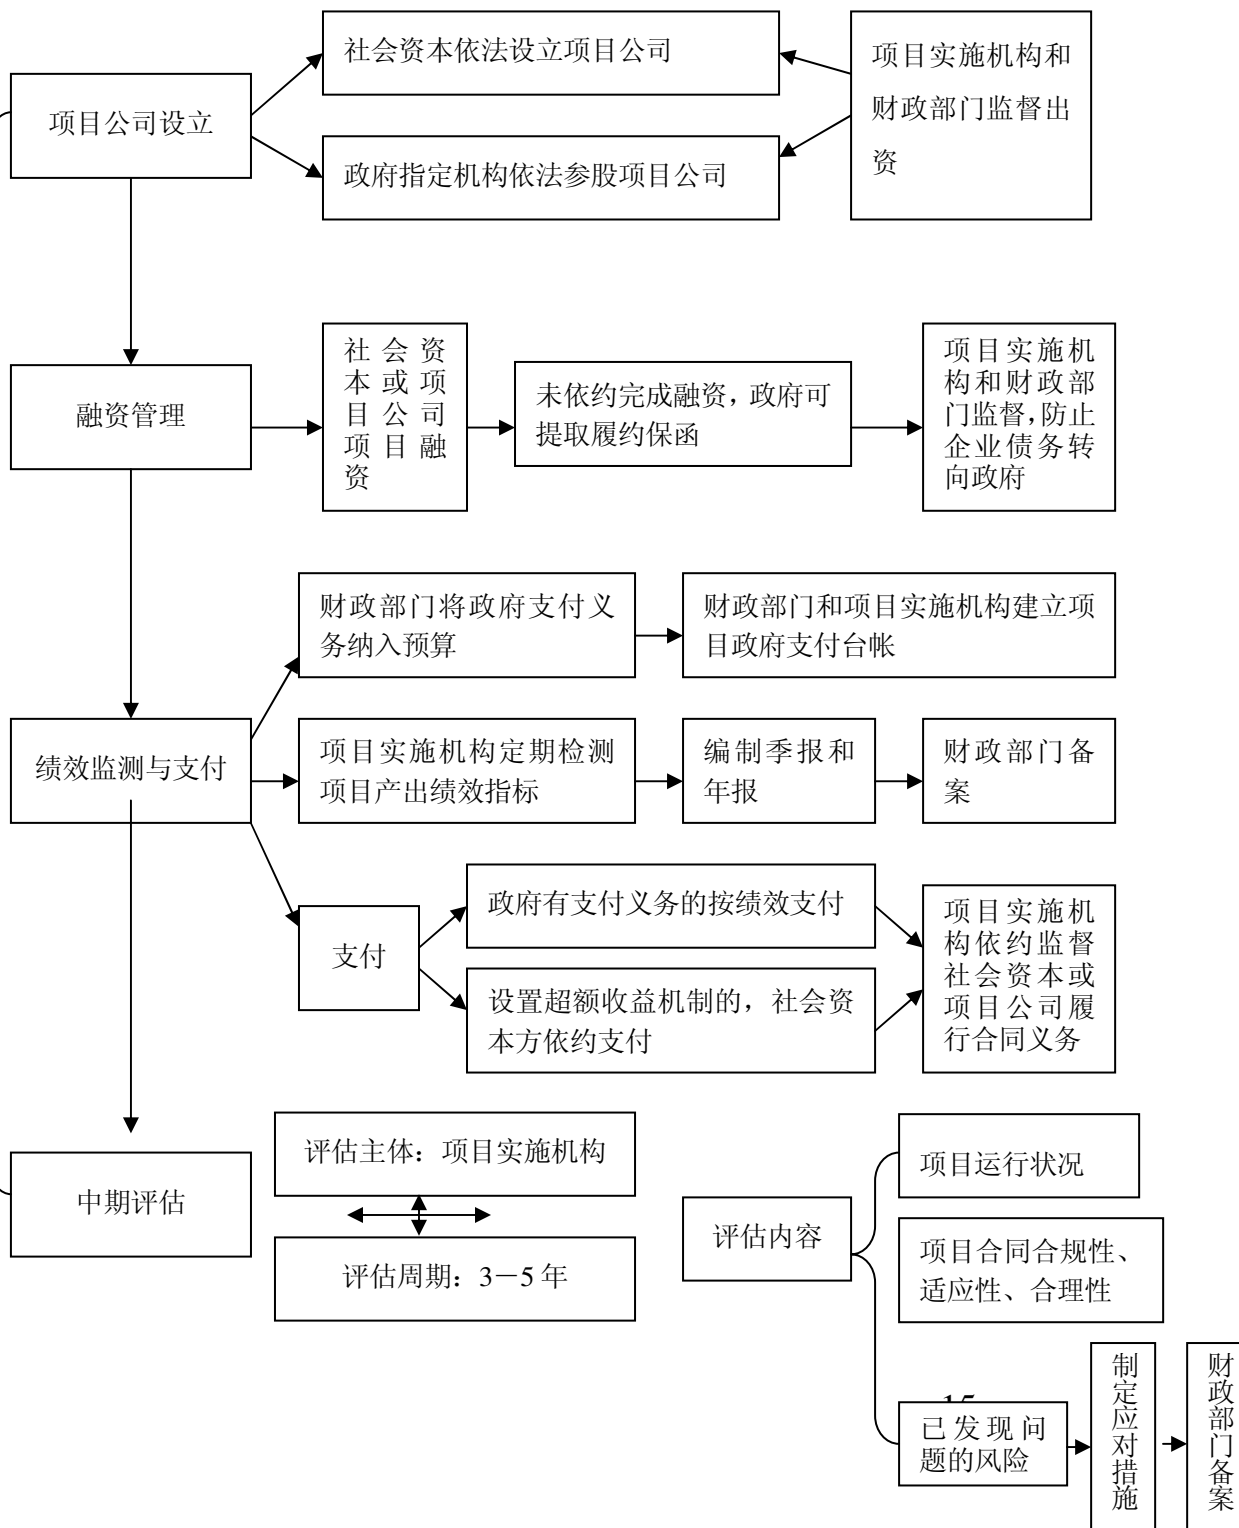 项目公司设立
社会资本依法设立项目公司
政府指定机构依法参股项目公司
项目实施机构和
财政部门监督出
资
融资管理
社会资
本或项
目公司
项目融
资
未依约完成融资，政府可
提取履约保函
项目实施机
构和财政部
门监督，防止
企业债务转
向政府
财政部门将政府支付义
务纳入预算
财政部门和项目实施机构建立项
目政府支付台帐
绩效监测与支付
项目实施机构定期检测
项目产出绩效指标
编制季报和
年报
财政部门备
案
支付
政府有支付义务的按绩效支付
设置超额收益机制的，社会资
本方依约支付
项目实施机
构依约监督
社会资本或
项目公司履
行合同义务
中期评估
评估主体：项目实施机构
评估周期：3－5 年
评估内容
项目运行状况
项目合同合规性、
适应性、合理性
已发现问
题的风险
制定应对措施
财政部门备案